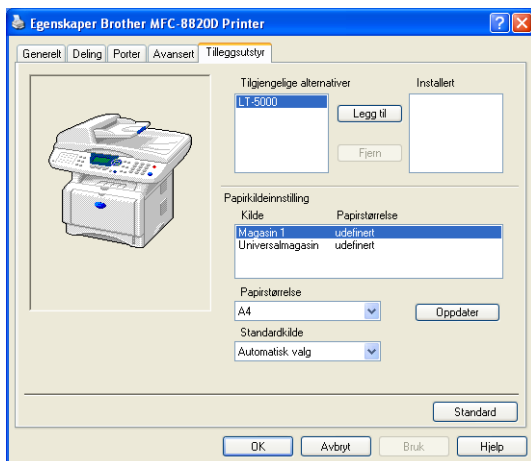 Egenskaper Brother MFC-8820D Printer
Generelt Deling Porter Avansert Tilleggsutstyr
Tilgjengelige alternativer Installert
LT-5000
Legg til
Fjern
Papirkildeinnstilling
Kilde Papirstørrelse
Magasin 1 udefinert
Universalmagasin udefinert
Papirstørrelse
A4 Oppdater
Standardkilde
Automatisk valg
Standard
OK Avbryt Bruk Hjelp